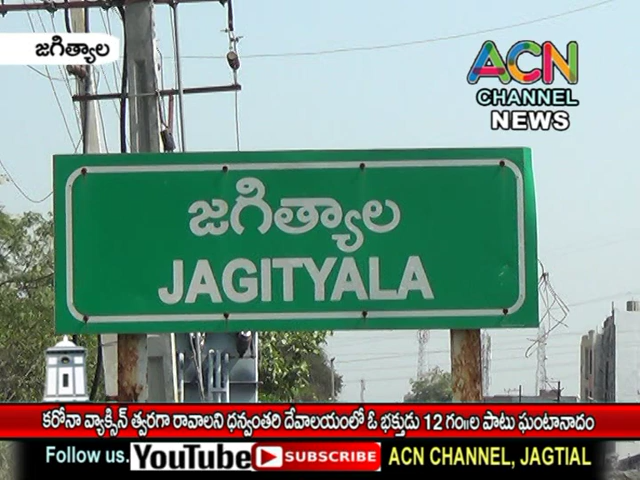 జగిత్యాల
ACN
CHANNEL
NEWS
జగిత్యాల
JAGITYALA
కరోనా వ్యాక్సిన్ త్వరగా రావాలని ధన్వంతరి దేవాలయంలో ఓ భక్తుడు 12 గం॥ల పాటు ఘంటానాదం
Follow us. YouTube SUBSCRIBE ACN CHANNEL, JAGTIAL